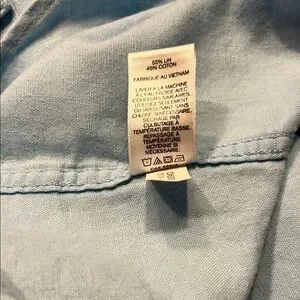 55% LIN
45% COTON
FABRIQUÉ AU VIETNAM
LAVER À LA MACHINE
À L'EAU FROIDE AVEC
COULEURS SIMILAIRES.
UTILISEZ SEULEMENT
DU JAVELLISANT SANS
CHLORE SI NÉCESSAIRE.
SÉCHAGE PAR
CULBUTAGE À
TEMPÉRATURE BASSE.
REPASSAGE À
TEMPÉRATURE
MOYENNE SI
NÉCESSAIRE.